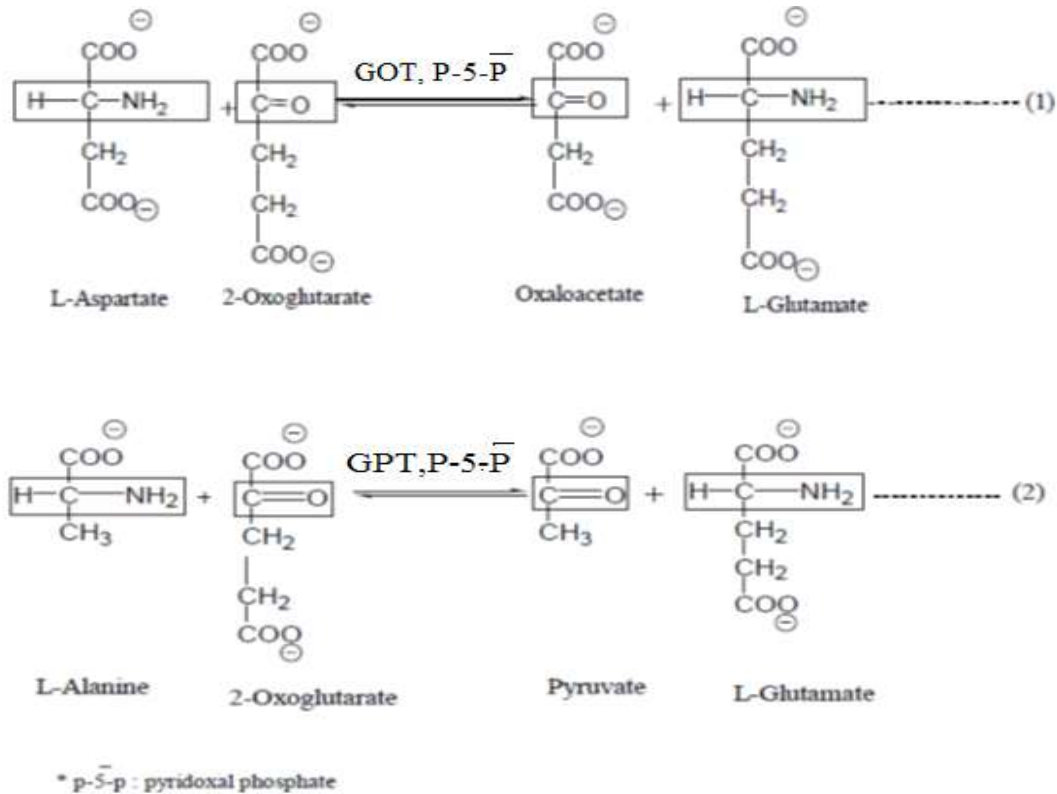 COO⊖ COO⊖ COO⊖ COO⊖
GOT, P-5-P̅
H—C—NH₂ + C=O C=O + H—C—NH₂ ---------- (1)
CH₂ CH₂ CH₂ CH₂
COO⊖ CH₂ COO⊖ CH₂
COO⊖ COO⊖
L-Aspartate 2-Oxoglutarate Oxaloacetate L-Glutamate
COO⊖ COO⊖ COO⊖ COO⊖
GPT,P-5-P̅
H—C—NH₂ + C=O C=O + H—C—NH₂ ---------- (2)
CH₃ CH₂ CH₃ CH₂
CH₂ CH₂
COO⊖ COO⊖
L-Alanine 2-Oxoglutarate Pyruvate L-Glutamate
* p-5̅-p : pyridoxal phosphate